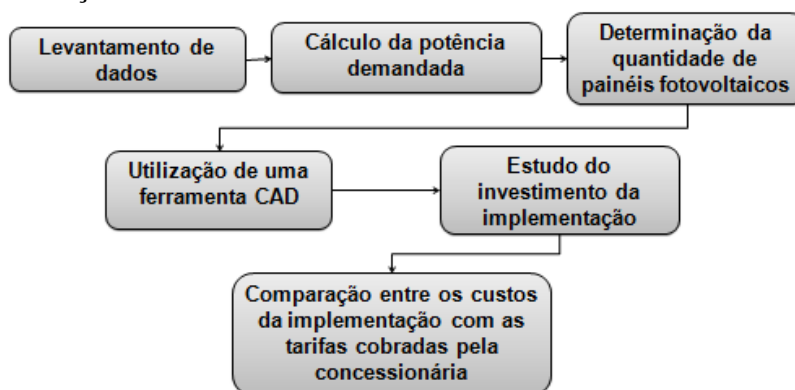 Levantamento de
dados
Cálculo da potência
demandada
Determinação da
quantidade de
painéis fotovoltaicos
Utilização de uma
ferramenta CAD
Estudo do
investimento da
implementação
Comparação entre os custos
da implementação com as
tarifas cobradas pela
concessionária